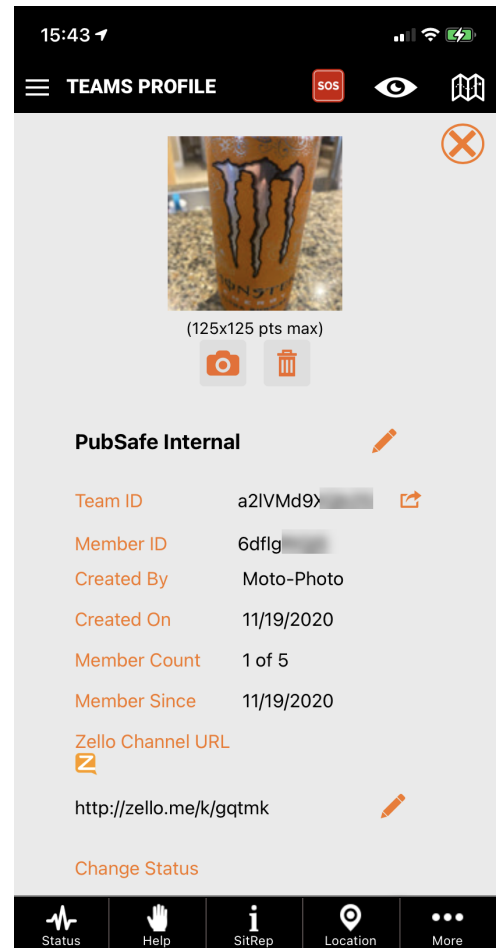 15:43
TEAMS PROFILE
SOS
MONSTER
(125x125 pts max)
PubSafe Internal
Team ID
Member ID
Created By Moto-Photo
Created On 11/19/2020
Member Count 1 of 5
Member Since 11/19/2020
Zello Channel URL
Z
http://zello.me/k/gqtmk
Change Status
Status Help SitRep Location More